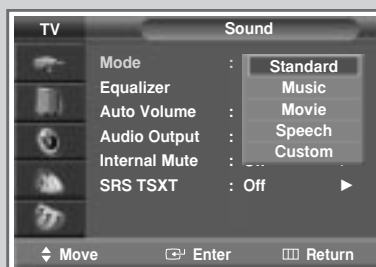 TV Sound
Mode : Standard
Equalizer Music
Auto Volume : Movie
Audio Output : Speech
Custom
Internal Mute :
SRS TSXT : Off ►
Move Enter Return